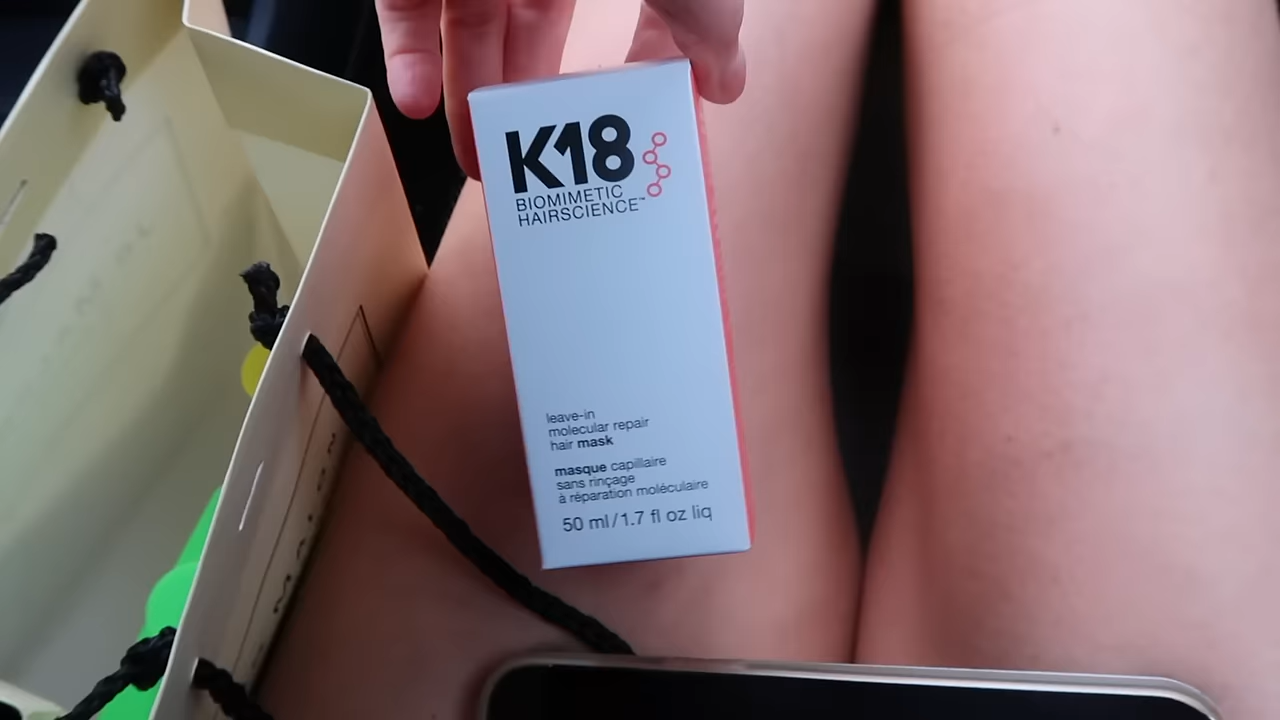 K18
BIOMIMETIC
HAIRSCIENCE™
leave-in
molecular repair
hair mask
masque capillaire
sans rinçage
à réparation moléculaire
50 ml/1.7 fl oz liq